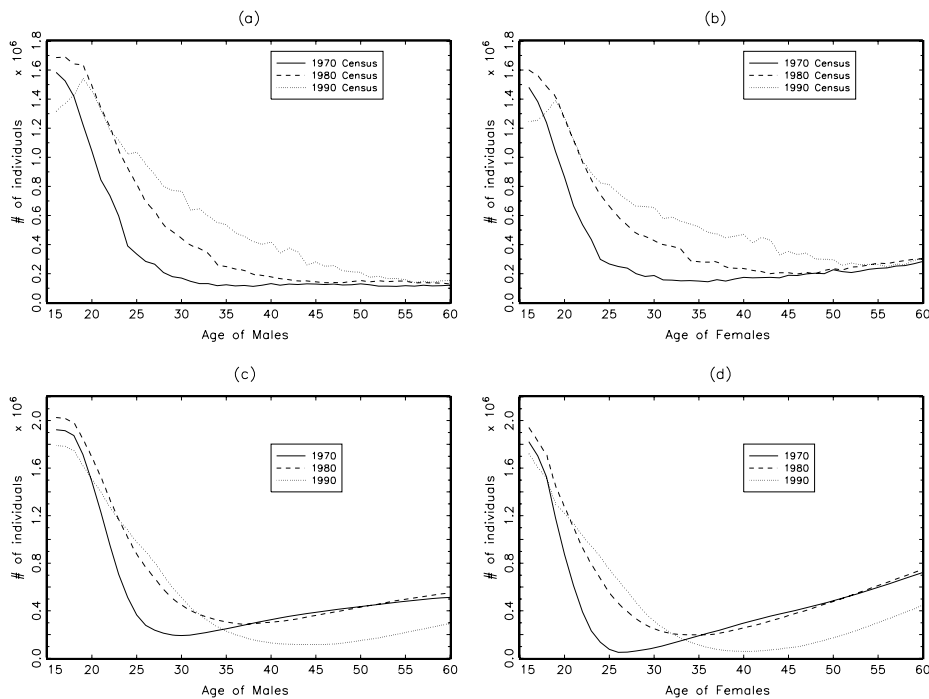 (a)
× 10⁶
# of individuals
1.8
1.6
1.4
1.2
1.0
0.8
0.6
0.4
0.2
0.0
1970 Census
1980 Census
1990 Census
15 20 25 30 35 40 45 50 55 60
Age of Males
(b)
× 10⁶
# of individuals
1.8
1.6
1.4
1.2
1.0
0.8
0.6
0.4
0.2
0.0
1970 Census
1980 Census
1990 Census
15 20 25 30 35 40 45 50 55 60
Age of Females
(c)
× 10⁶
# of individuals
2.0
1.6
1.2
0.8
0.4
0.0
1970
1980
1990
15 20 25 30 35 40 45 50 55 60
Age of Males
(d)
× 10⁶
# of individuals
2.0
1.6
1.2
0.8
0.4
0.0
1970
1980
1990
15 20 25 30 35 40 45 50 55 60
Age of Females